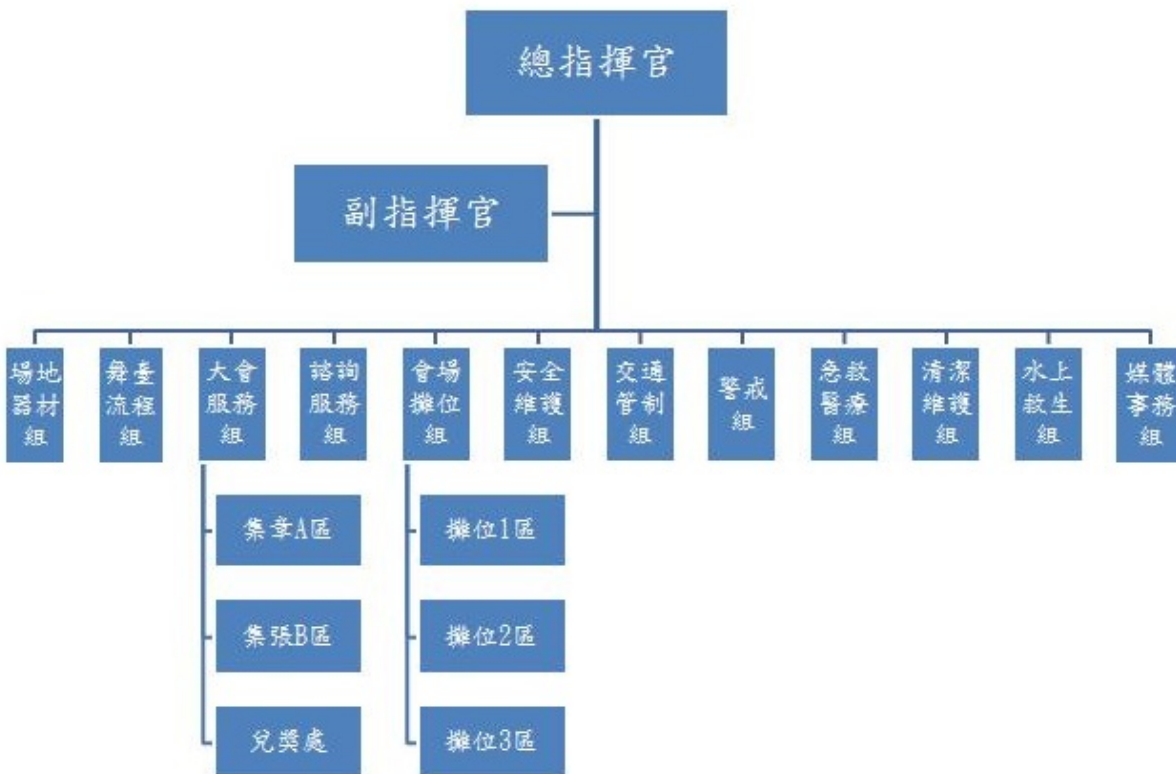 總指揮官
副指揮官
場地
器材
組
舞臺
流程
組
大會
服務
組
諮詢
服務
組
會場
攤位
組
安全
維護
組
交通
管制
組
警戒
組
急救
醫療
組
清潔
維護
組
水上
救生
組
媒體
事務
組
集章A區
集張B區
兌獎處
攤位1區
攤位2區
攤位3區